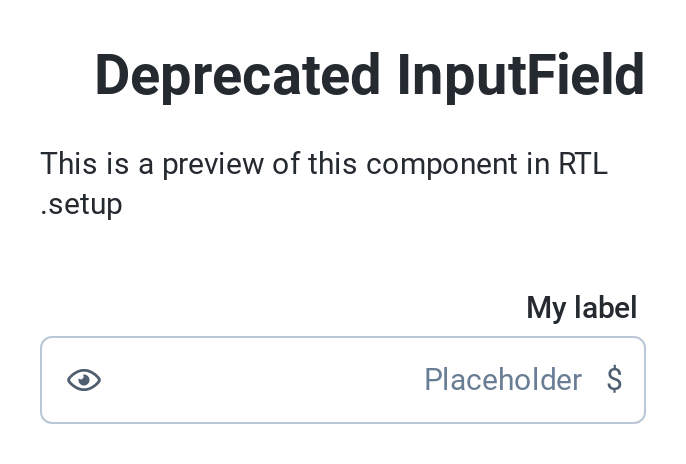 Deprecated InputField
This is a preview of this component in RTL
.setup
My label
Placeholder $